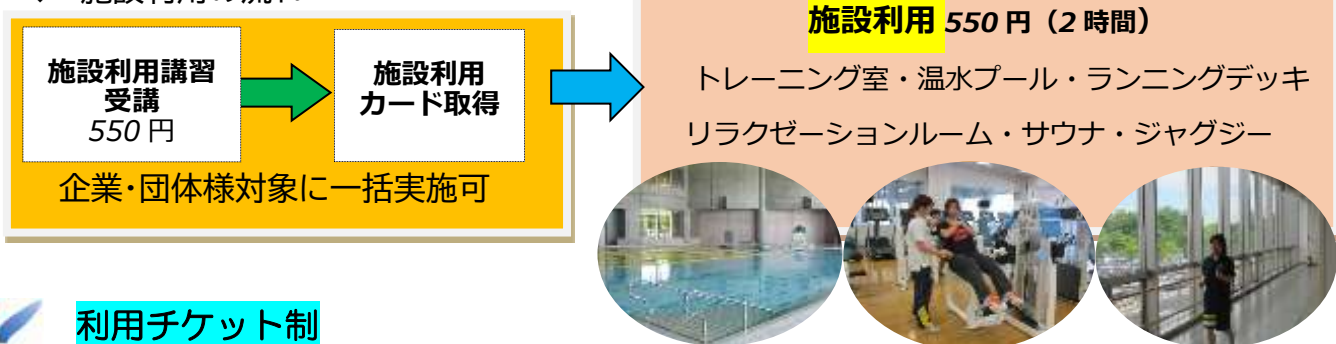 施設利用講習
受講
550 円
施設利用
カード取得
企業・団体様対象に一括実施可
施設利用 550 円（2 時間）
トレーニング室・温水プール・ランニングデッキ
リラクゼーションルーム・サウナ・ジャグジー
利用チケット制